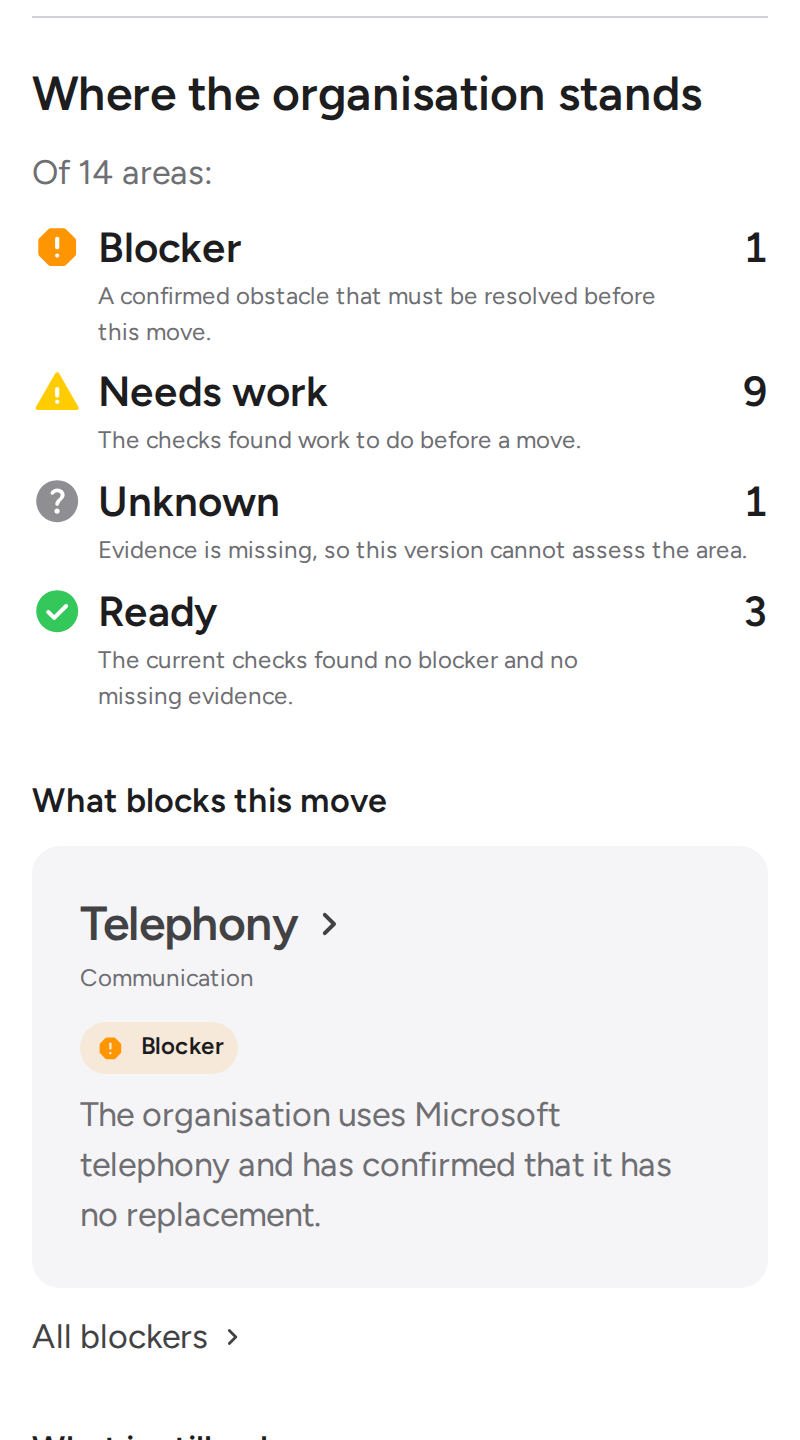 Where the organisation stands
Of 14 areas:
Blocker 1
A confirmed obstacle that must be resolved before
this move.
Needs work 9
The checks found work to do before a move.
Unknown 1
Evidence is missing, so this version cannot assess the area.
Ready 3
The current checks found no blocker and no
missing evidence.
What blocks this move
Telephony
Communication
Blocker
The organisation uses Microsoft
telephony and has confirmed that it has
no replacement.
All blockers